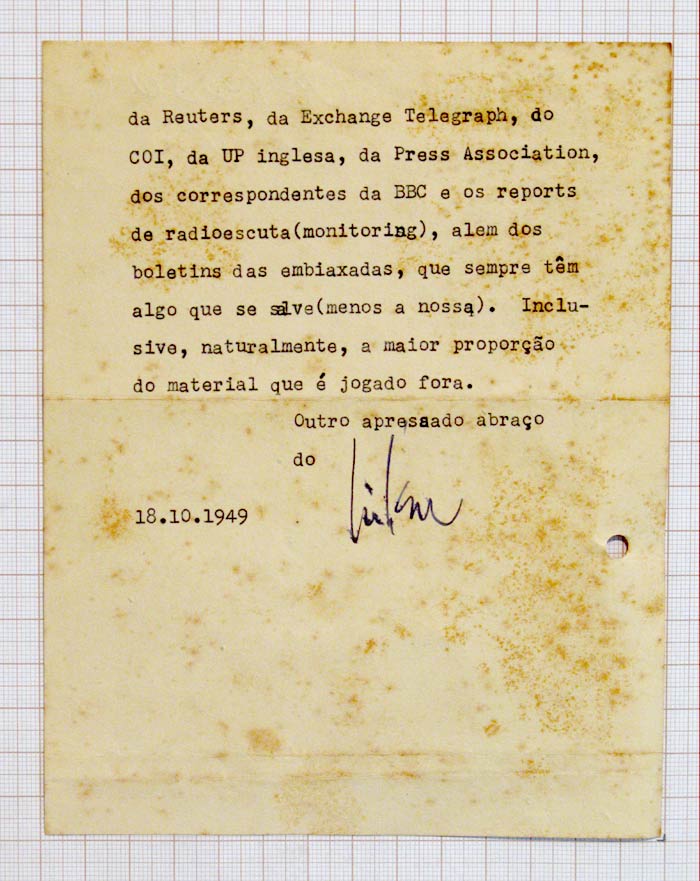 da Reuters, da Exchange Telegraph, do
COI, da UP inglesa, da Press Association,
dos correspondentes da BBC e os reports
de radioescuta(monitoring), alem dos
boletins das embiaxadas, que sempre têm
algo que se salve(menos a nossa). Inclu-
sive, naturalmente, a maior proporção
do material que é jogado fora.
Outro apressado abraço
do
18.10.1949